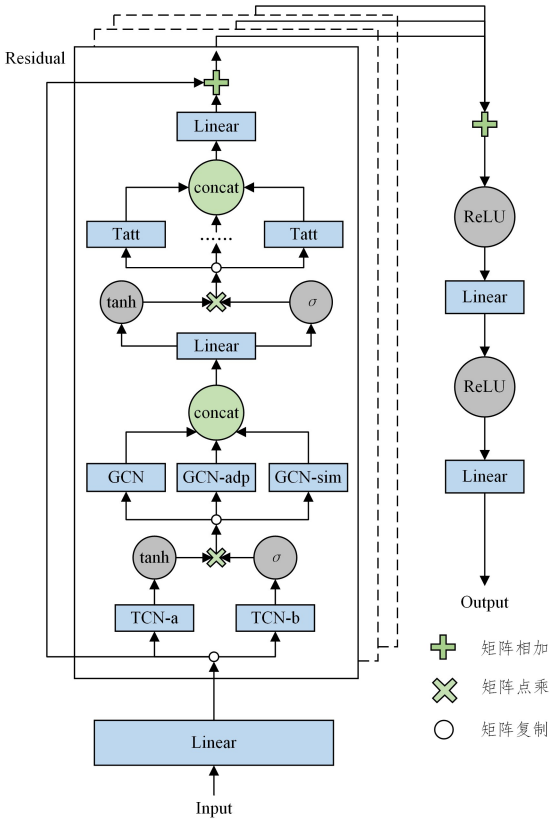 Residual
Linear
concat
Tatt
......
Tatt
tanh
σ
Linear
concat
GCN
GCN-adp
GCN-sim
tanh
σ
TCN-a
TCN-b
Linear
Input
ReLU
Linear
ReLU
Linear
Output
矩阵相加
矩阵点乘
矩阵复制